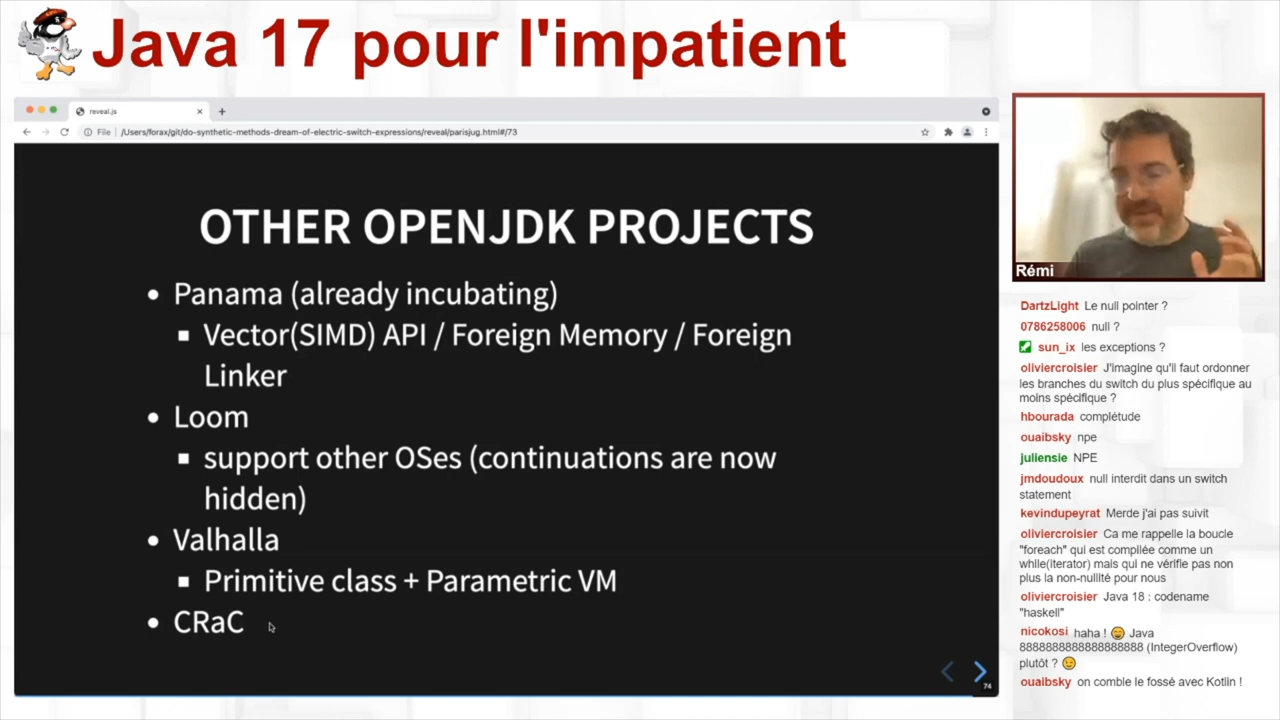 Java 17 pour l'impatient
reveal.js
File
/Users/forax/git/do-synthetic-methods-dream-of-electric-switch-expressions/reveal/parisjug.html#/73
OTHER OPENJDK PROJECTS
Panama (already incubating)
Vector(SIMD) API / Foreign Memory / Foreign
Linker
Loom
support other OSes (continuations are now
hidden)
Valhalla
Primitive class + Parametric VM
CRaC
74
Rémi
DartzLight Le null pointer ?
0786258006 null ?
sun_ix les exceptions ?
oliviercroisier J'imagine qu'il faut ordonner
les branches du switch du plus spécifique au
moins spécifique ?
hbourada complétude
ouaibsky npe
juliensie NPE
jmdoudoux null interdit dans un switch
statement
kevindupeyrat Merde j'ai pas suivit
oliviercroisier Ca me rappelle la boucle
"foreach" qui est compilée comme un
while(iterator) mais qui ne vérifie pas non
plus la non-nullité pour nous
oliviercroisier Java 18 : codename
"haskell"
nicokosi haha ! 😄 Java
8888888888888888888 (IntegerOverflow)
plutôt ? 😉
ouaibsky on comble le fossé avec Kotlin !